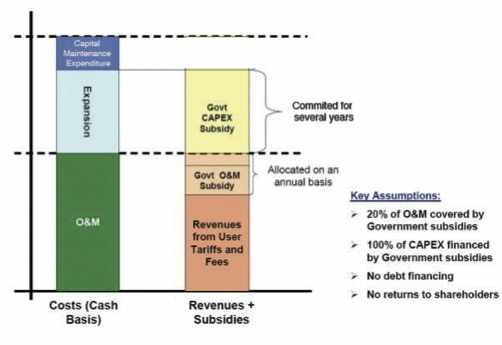 Capital
Maintenance
Expenditure
Expansion
O&M
Govt
CAPEX
Subsidy
Govt O&M
Subsidy
Revenues
from User
Tariffs and
Fees
Commited for
several years
Allocated on an
annual basis
Key Assumptions:
➢ 20% of O&M covered by
Government subsidies
➢ 100% of CAPEX financed
by Government subsidies
➢ No debt financing
➢ No returns to shareholders
Costs (Cash
Basis)
Revenues +
Subsidies